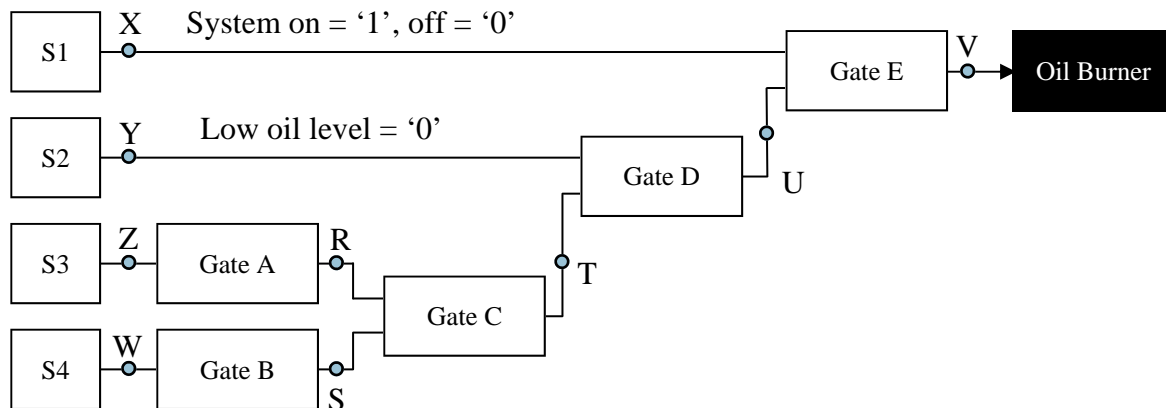 X System on = ‘1’, off = ‘0’
S1
Gate E
V
Oil Burner
Y Low oil level = ‘0’
S2
Gate D
U
Z
S3
Gate A
R
T
Gate C
W
S4
Gate B
S